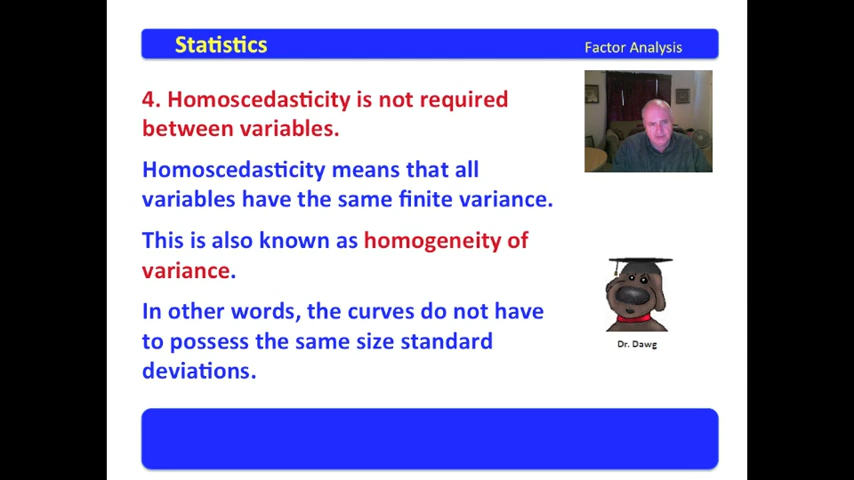 Statistics
Factor Analysis
4. Homoscedasticity is not required
between variables.
Homoscedasticity means that all
variables have the same finite variance.
This is also known as homogeneity of
variance.
In other words, the curves do not have
to possess the same size standard
deviations.
Dr. Dawg